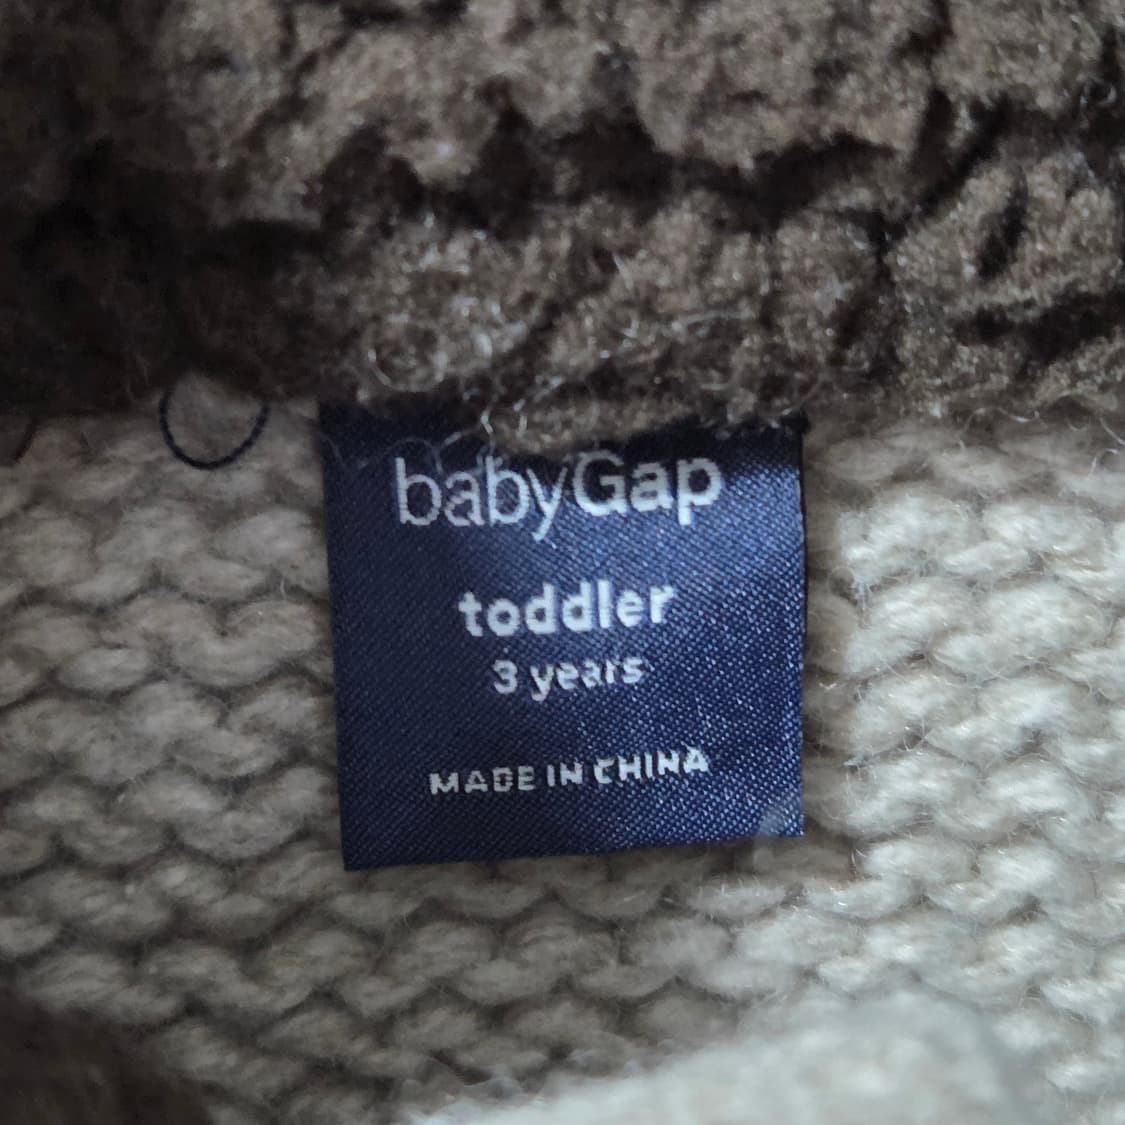 babyGap
toddler
3 years
MADE IN CHINA